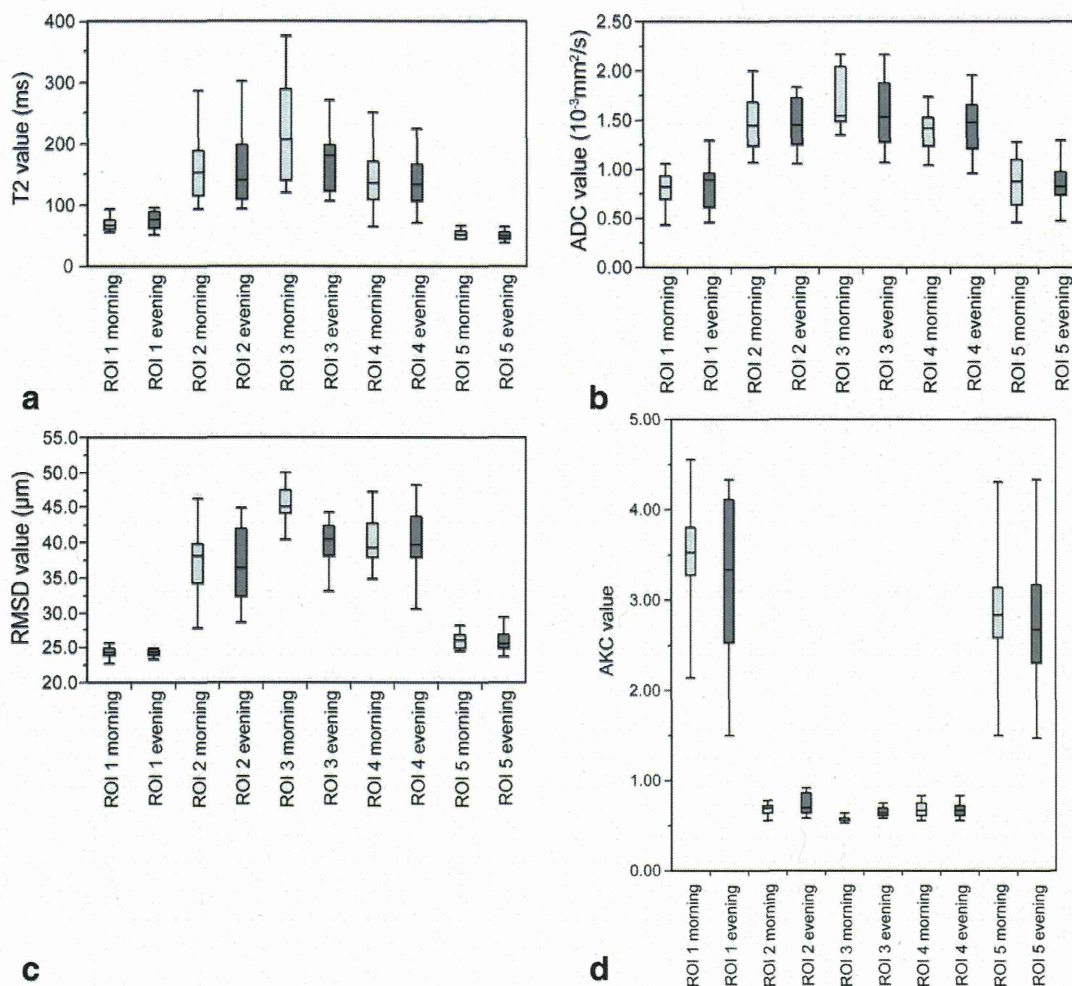 T2 value (ms)
400
300
200
100
0
ROI 1 morning
ROI 1 evening
ROI 2 morning
ROI 2 evening
ROI 3 morning
ROI 3 evening
ROI 4 morning
ROI 4 evening
ROI 5 morning
ROI 5 evening
a
ADC value (10⁻³mm²/s)
2.50
2.00
1.50
1.00
0.50
0.00
ROI 1 morning
ROI 1 evening
ROI 2 morning
ROI 2 evening
ROI 3 morning
ROI 3 evening
ROI 4 morning
ROI 4 evening
ROI 5 morning
ROI 5 evening
b
RMSD value (μm)
55.0
50.0
45.0
40.0
35.0
30.0
25.0
20.0
ROI 1 morning
ROI 1 evening
ROI 2 morning
ROI 2 evening
ROI 3 morning
ROI 3 evening
ROI 4 morning
ROI 4 evening
ROI 5 morning
ROI 5 evening
c
AKC value
5.00
4.00
3.00
2.00
1.00
0.00
ROI 1 morning
ROI 1 evening
ROI 2 morning
ROI 2 evening
ROI 3 morning
ROI 3 evening
ROI 4 morning
ROI 4 evening
ROI 5 morning
ROI 5 evening
d